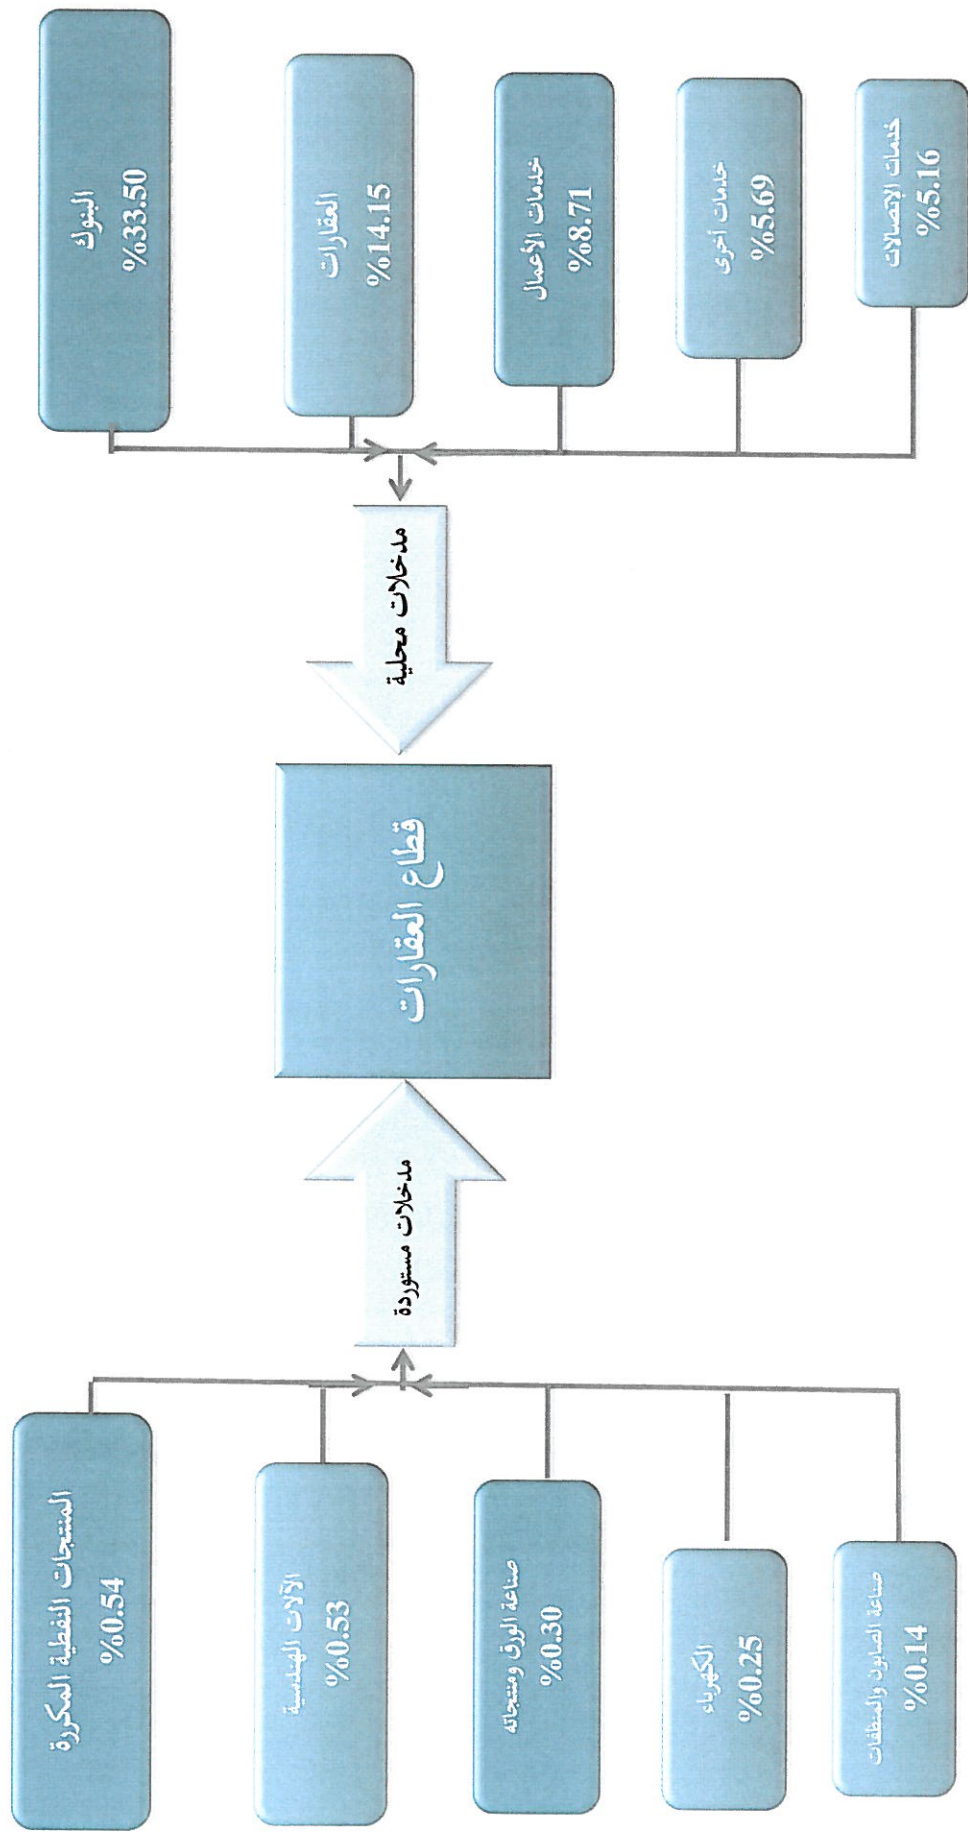 البنوك
%33.50
العقارات
%14.15
خدمات الأعمال
%8.71
خدمات أخرى
%5.69
خدمات الإتصالات
%5.16
مدخلات محلية
قطاع العقارات
مدخلات مستوردة
المنتجات النفطية المكررة
%0.54
الآلات الهندسية
%0.53
صناعة الورق ومنتجاته
%0.30
الكهرباء
%0.25
صناعة الصابون والمنظفات
%0.14